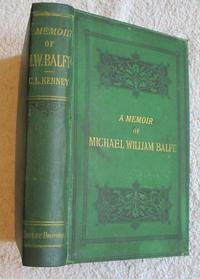 A MEMOIR
OF
M.W. BALFE
C.L. KENNEY
A MEMOIR
OF
MICHAEL WILLIAM BALFE